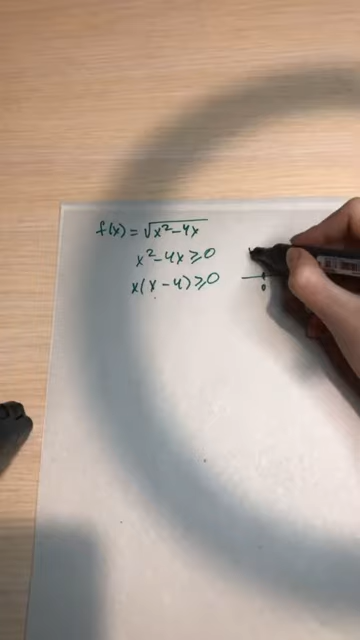 f(x) = √x²-4x
x²-4x ≥ 0
x(x-4) ≥ 0
0